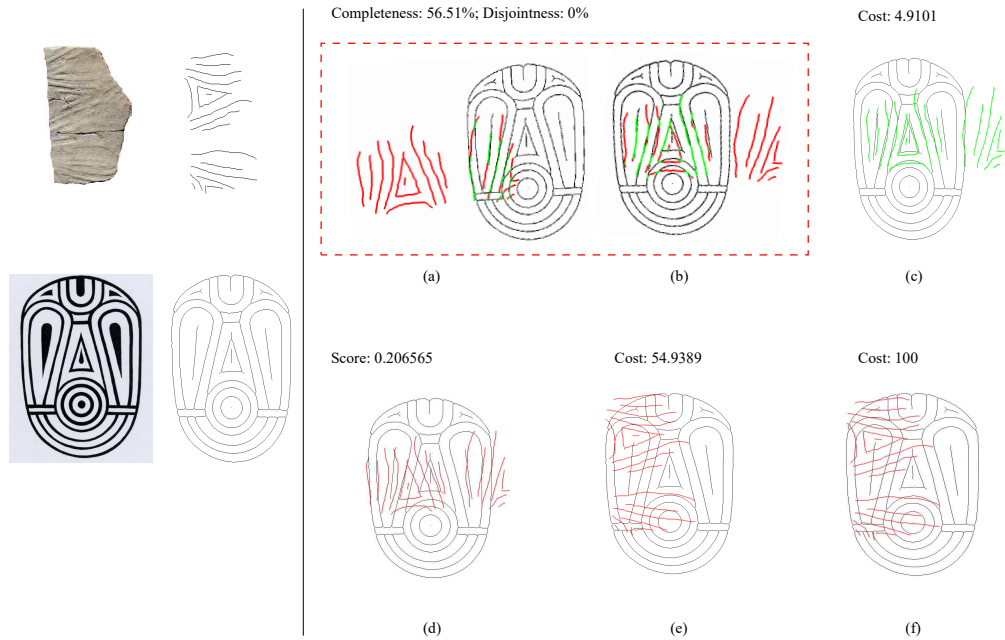 Completeness: 56.51%; Disjointness: 0%
Cost: 4.9101
(a)
(b)
(c)
Score: 0.206565
Cost: 54.9389
Cost: 100
(d)
(e)
(f)